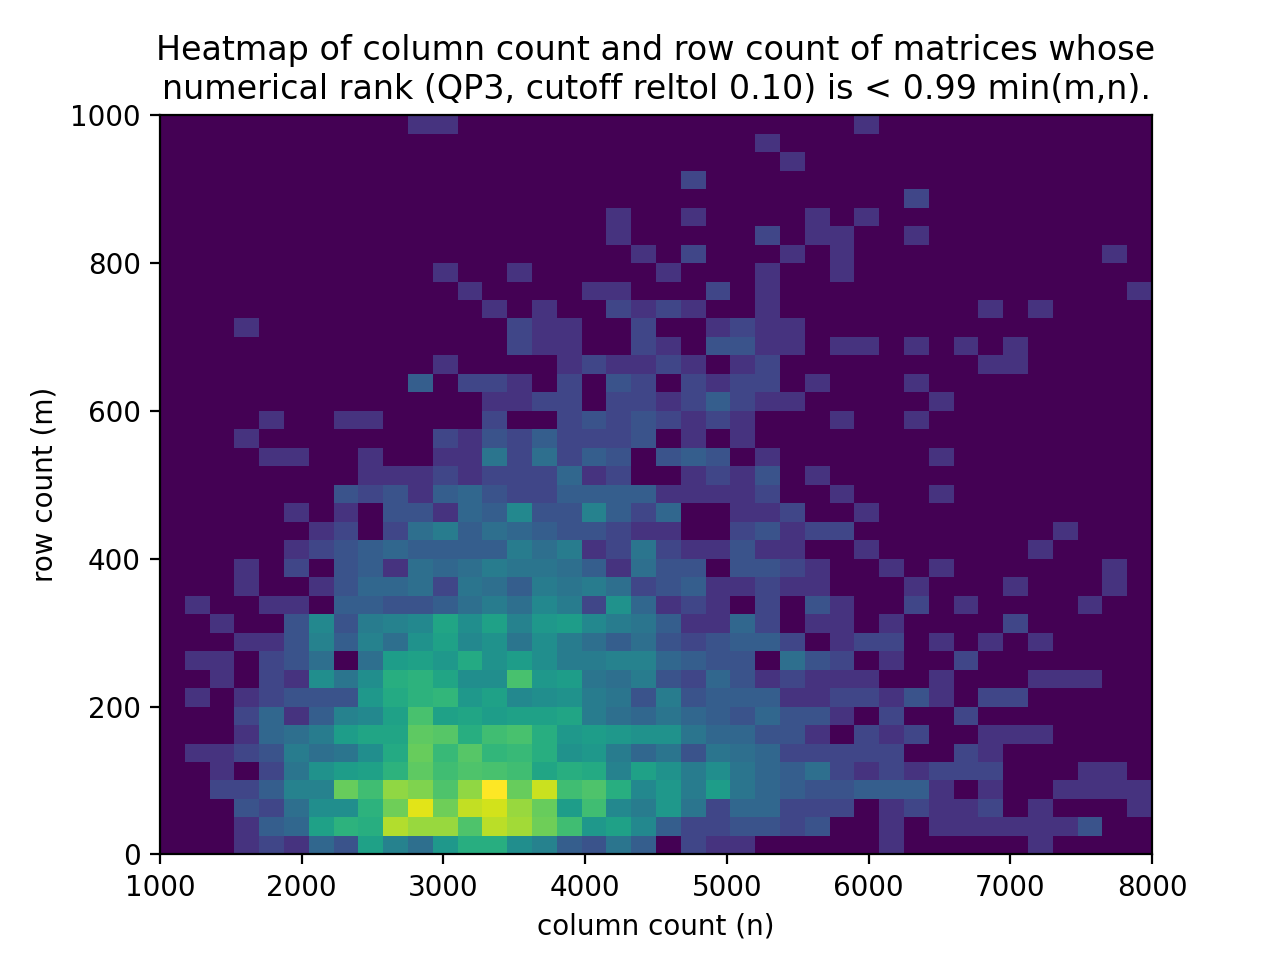 Heatmap of column count and row count of matrices whose
numerical rank (QP3, cutoff reltol 0.10) is < 0.99 min(m,n).
1000
800
600
400
200
0
row count (m)
1000 2000 3000 4000 5000 6000 7000 8000
column count (n)